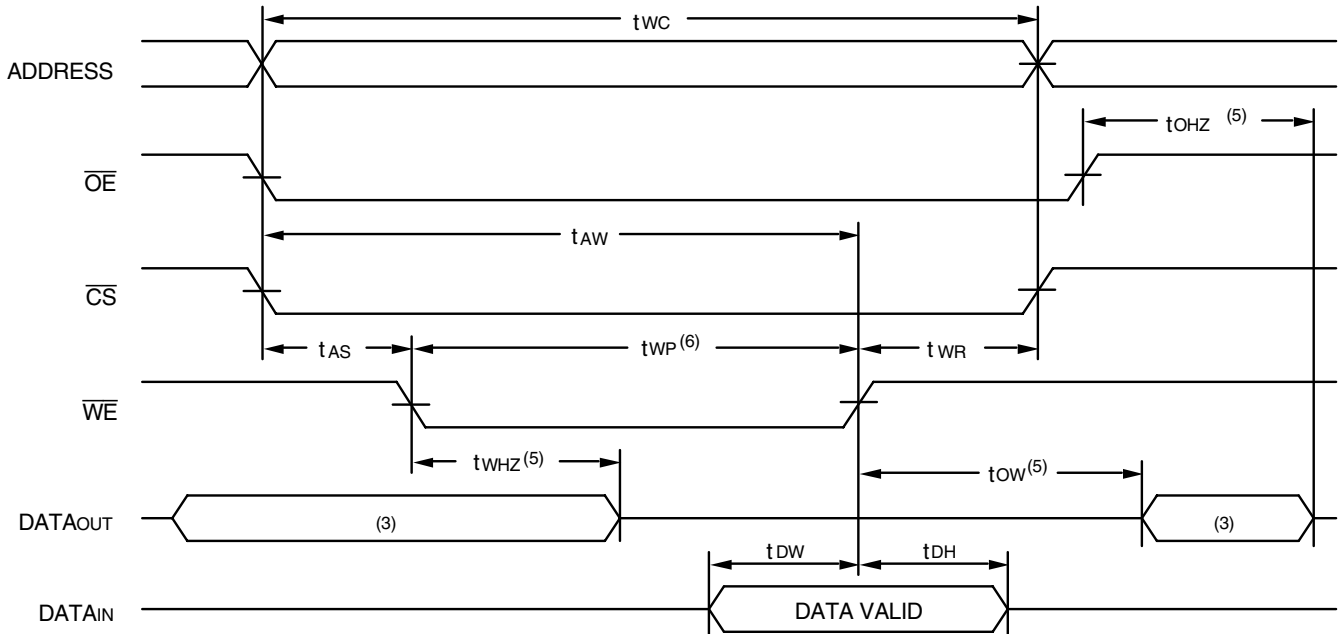 tWC
ADDRESS
tOHZ (5)
OE
tAW
CS
tAS tWP(6) tWR
WE
tWHZ(5) tOW(5)
DATAOUT (3) (3)
tDW tDH
DATAIN DATA VALID